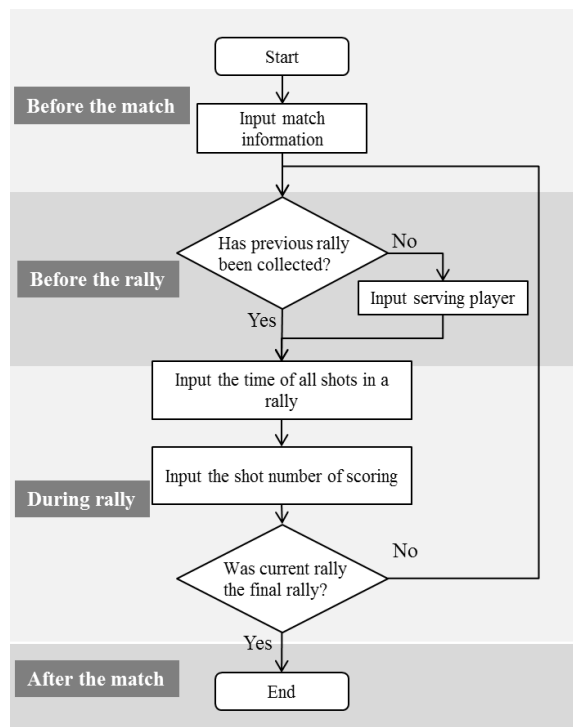 Start
Before the match
Input match
information
Has previous rally
been collected?
No
Before the rally
Input serving player
Yes
Input the time of all shots in a
rally
Input the shot number of scoring
During rally
Was current rally
the final rally?
No
Yes
After the match
End